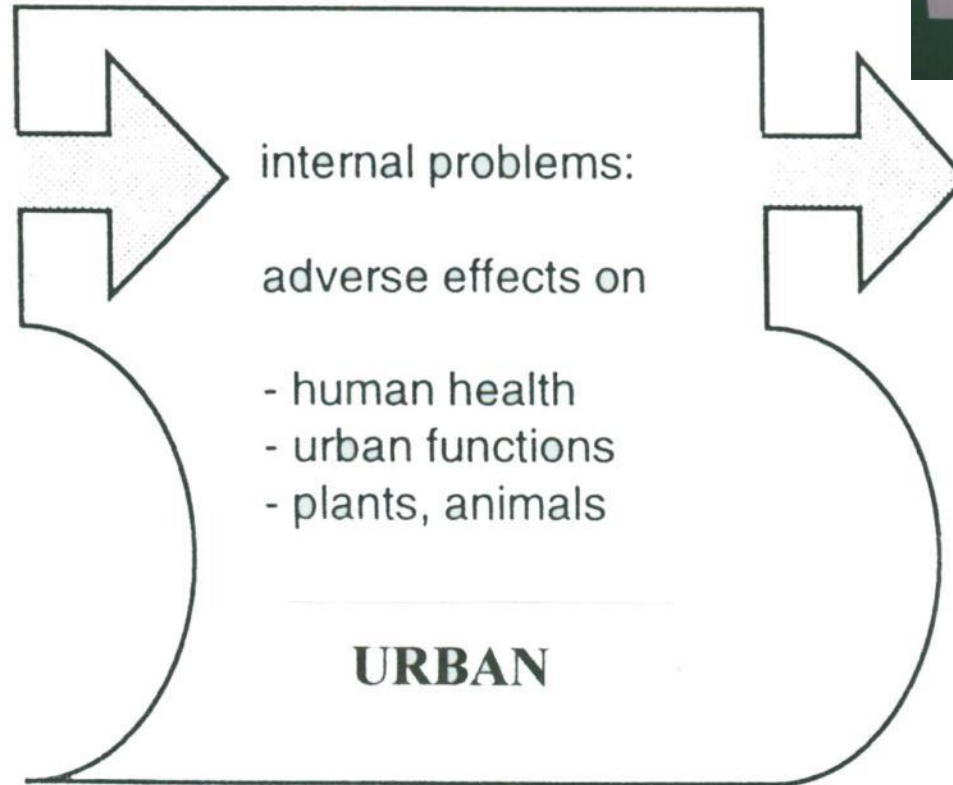 internal problems:
adverse effects on
- human health
- urban functions
- plants, animals
URBAN